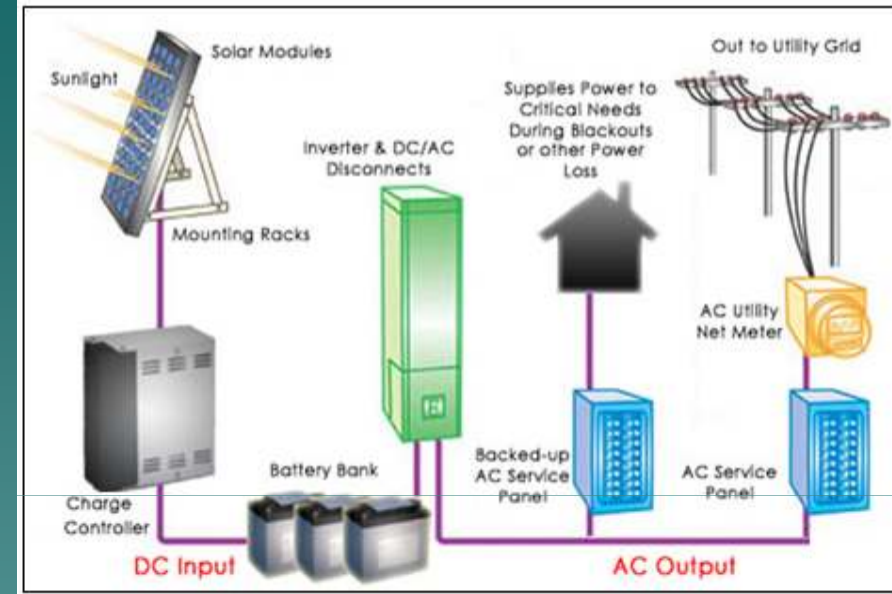 Solar Modules
Sunlight
Mounting Racks
Inverter & DC/AC
Disconnects
Supplies Power to
Critical Needs
During Blackouts
or other Power
Loss
Out to Utility Grid
AC Utility
Net Meter
Charge
Controller
Battery Bank
Backed-up
AC Service
Panel
AC Service
Panel
DC Input
AC Output